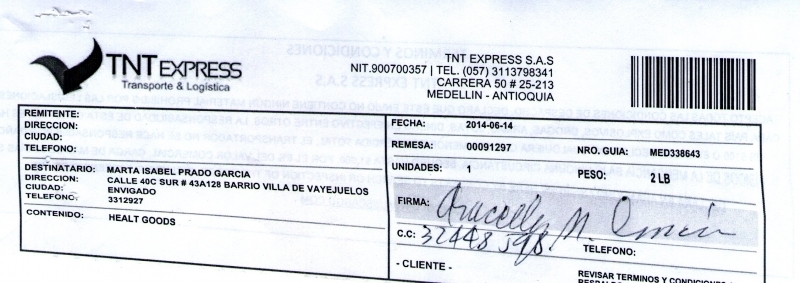 TNT EXPRESS
Transporte & Logística
TNT EXPRESS S.A.S
NIT.900700357 | TEL. (057) 3113798341
CARRERA 50 # 25-213
MEDELLIN - ANTIOQUIA
REMITENTE:
DIRECCION:
CIUDAD:
TELEFONO:
DESTINATARIO: MARTA ISABEL PRADO GARCIA
DIRECCION: CALLE 40C SUR # 43A128 BARRIO VILLA DE VAYEJUELOS
CIUDAD: ENVIGADO
TELEFONO: 3312927
CONTENIDO: HEALT GOODS
FECHA: 2014-06-14
REMESA: 00091297 NRO. GUIA: MED338643
UNIDADES: 1 PESO: 2 LB
FIRMA: Aracelly M.
C.C: 32448 598. TELEFONO:
- CLIENTE -
REVISAR TERMINOS Y CONDICIONES